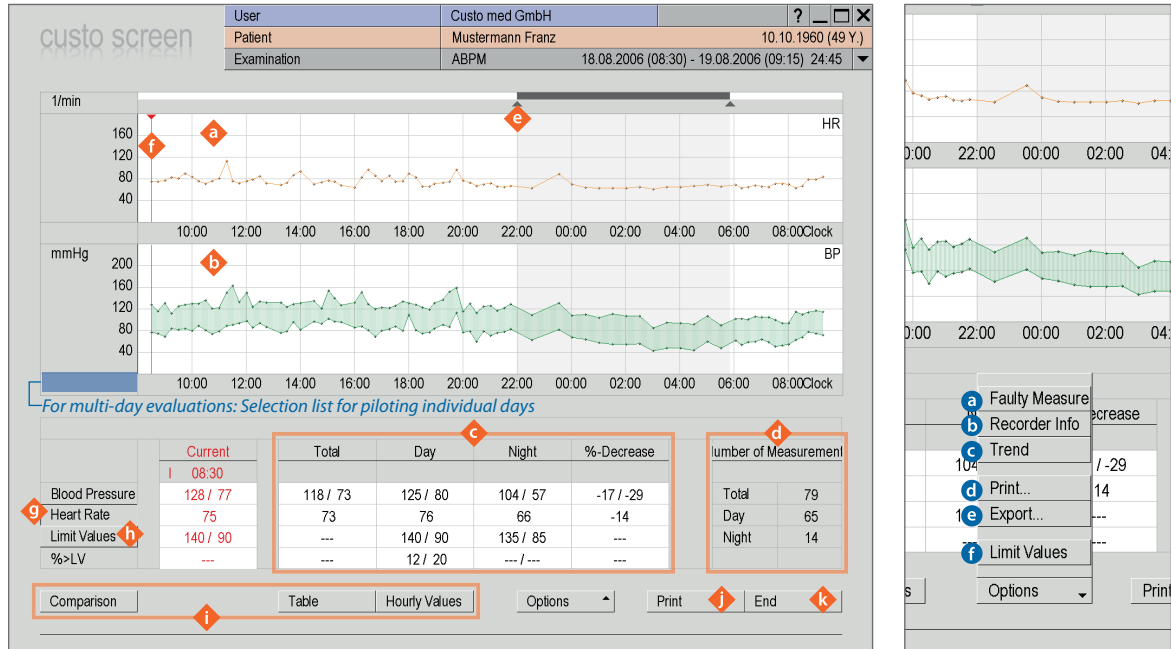 custo screen
User Custo med GmbH ?
Patient Mustermann Franz 10.10.1960 (49 Y.)
Examination ABPM 18.08.2006 (08:30) - 19.08.2006 (09:15) 24:45
1/min
e
HR
160
120
80
40
f
a
10:00 12:00 14:00 16:00 18:00 20:00 22:00 00:00 02:00 04:00 06:00 08:00Clock
mmHg
BP
200
160
120
80
40
b
10:00 12:00 14:00 16:00 18:00 20:00 22:00 00:00 02:00 04:00 06:00 08:00Clock
For multi-day evaluations: Selection list for piloting individual days
c
d
Current Total Day Night %-Decrease umber of Measurement
08:30
Blood Pressure 128 / 77 118 / 73 125 / 80 104 / 57 -17 / -29 Total 79
g Heart Rate 75 73 76 66 -14 Day 65
Limit Values h 140 / 90 --- 140 / 90 135 / 85 --- Night 14
%>LV --- --- 12 / 20 --- / --- ---
Comparison Table Hourly Values Options Print j End k
i
0:00 22:00 00:00 02:00 04:
0:00 22:00 00:00 02:00 04:
a Faulty Measure
ecrease
b Recorder Info
c Trend
104
/ -29
d Print...
14
e Export...
---
f Limit Values
---
s Options Print